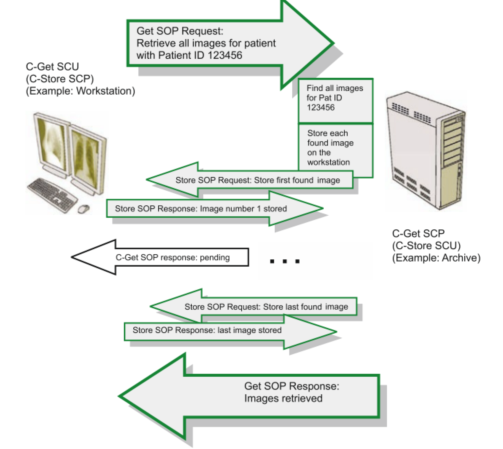 Get SOP Request:
Retrieve all images for patient
with Patient ID 123456
C-Get SCU
(C-Store SCP)
(Example: Workstation)
Find all images
for Pat ID
123456
Store each
found image
on the
workstation
Store SOP Request: Store first found image
Store SOP Response: Image number 1 stored
C-Get SCP
(C-Store SCU)
(Example: Archive)
C-Get SOP response: pending
...
Store SOP Request: Store last found image
Store SOP Response: last image stored
Get SOP Response:
Images retrieved